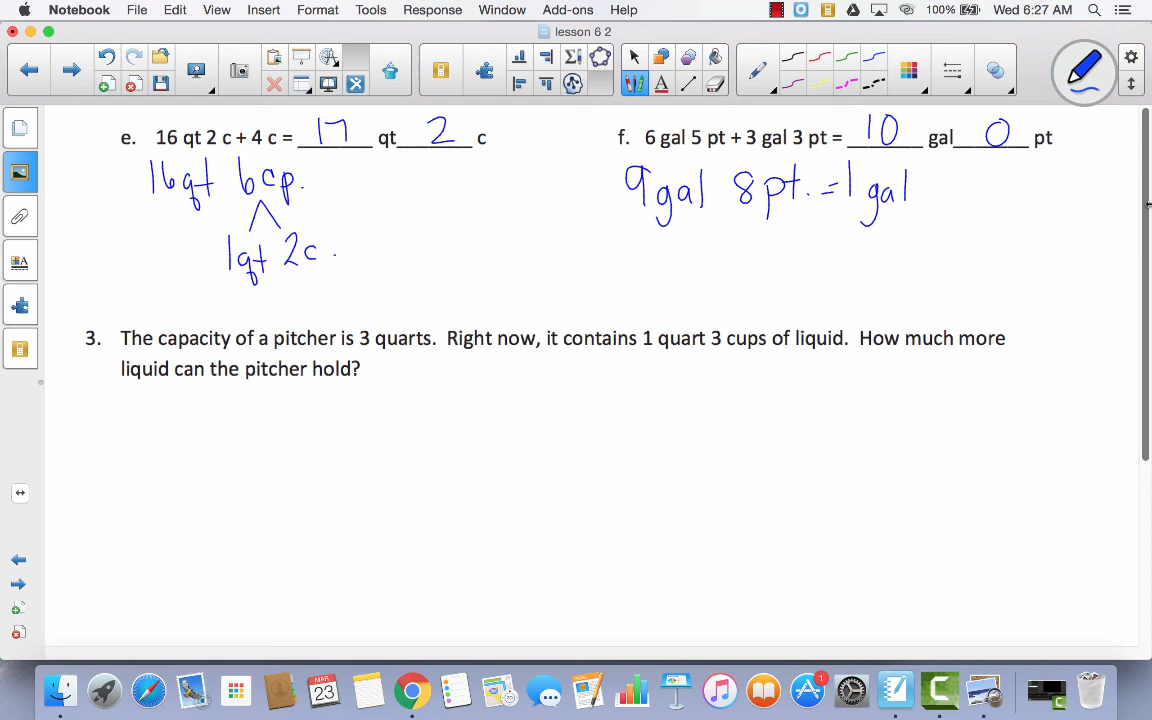 Notebook File Edit View Insert Format Tools Response Window Add-ons Help 100% Wed 6:27 AM
lesson 6 2
e. 16 qt 2 c + 4 c = 17 qt 2 c
f. 6 gal 5 pt + 3 gal 3 pt = 10 gal 0 pt
16qt 6cp.
9gal 8pt. = 1 gal
1qt 2c.
3. The capacity of a pitcher is 3 quarts. Right now, it contains 1 quart 3 cups of liquid. How much more
liquid can the pitcher hold?
MAR
23
1